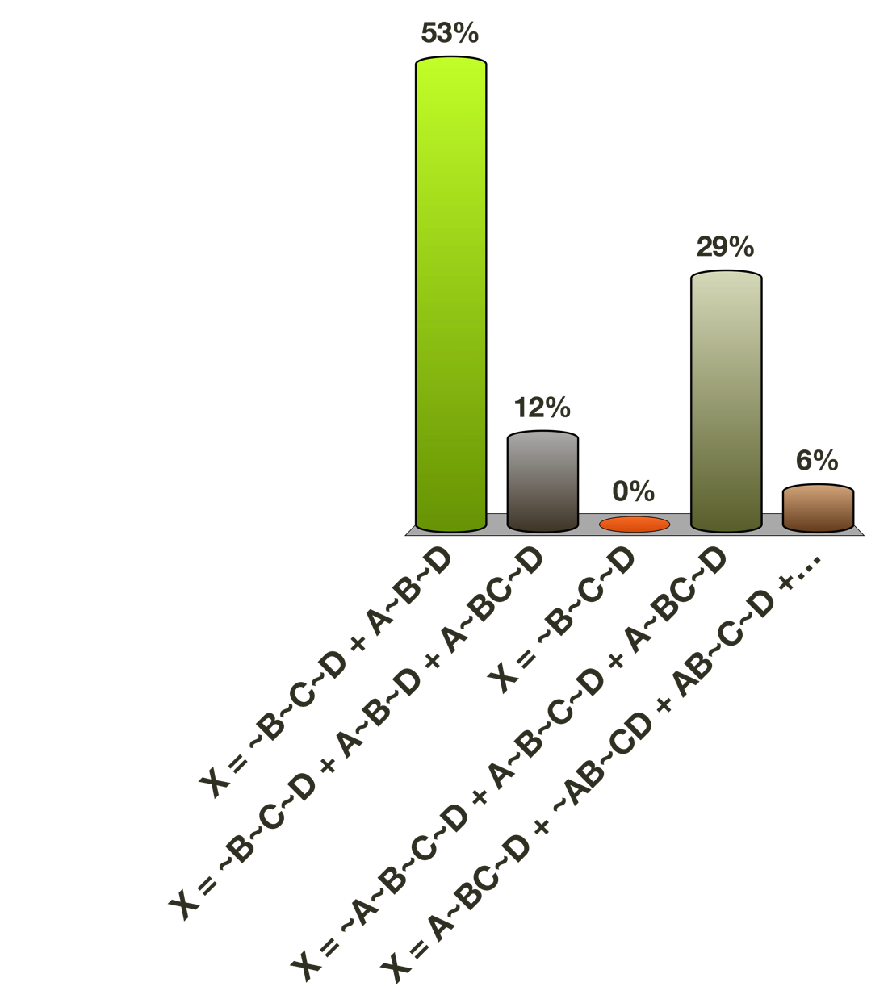 53%
12%
0%
29%
6%
X = ~B~C~D + A~B~D
X = ~B~C~D + A~B~D + A~BC~D
X = ~B~C~D
X = ~A~B~C~D + A~B~C~D + A~BC~D
X = A~BC~D + ~AB~CD + AB~C~D +…